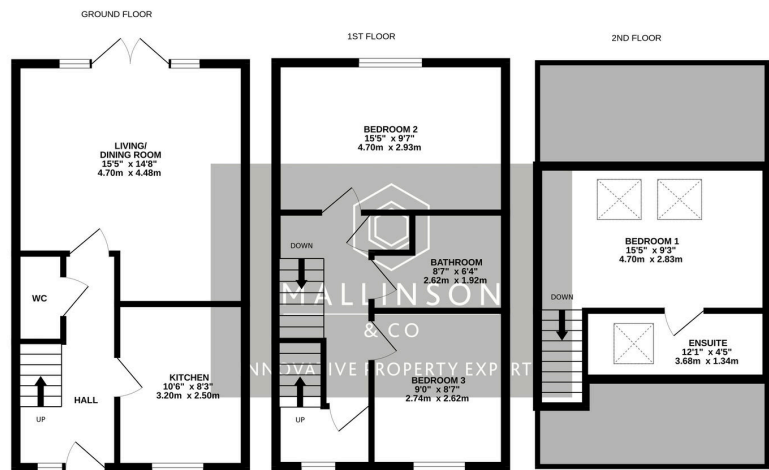 GROUND FLOOR
LIVING/
DINING ROOM
15'5" x 14'8"
4.70m x 4.48m
WC
KITCHEN
10'6" x 8'3"
3.20m x 2.50m
HALL
UP
1ST FLOOR
BEDROOM 2
15'5" x 9'7"
4.70m x 2.93m
DOWN
BATHROOM
8'7" x 6'4"
2.62m x 1.92m
BEDROOM 3
9'0" x 8'7"
2.74m x 2.62m
UP
2ND FLOOR
BEDROOM 1
15'5" x 9'3"
4.70m x 2.83m
DOWN
ENSUITE
12'1" x 4'5"
3.68m x 1.34m
MALLINSON
& CO
INNOVATIVE PROPERTY EXPERT